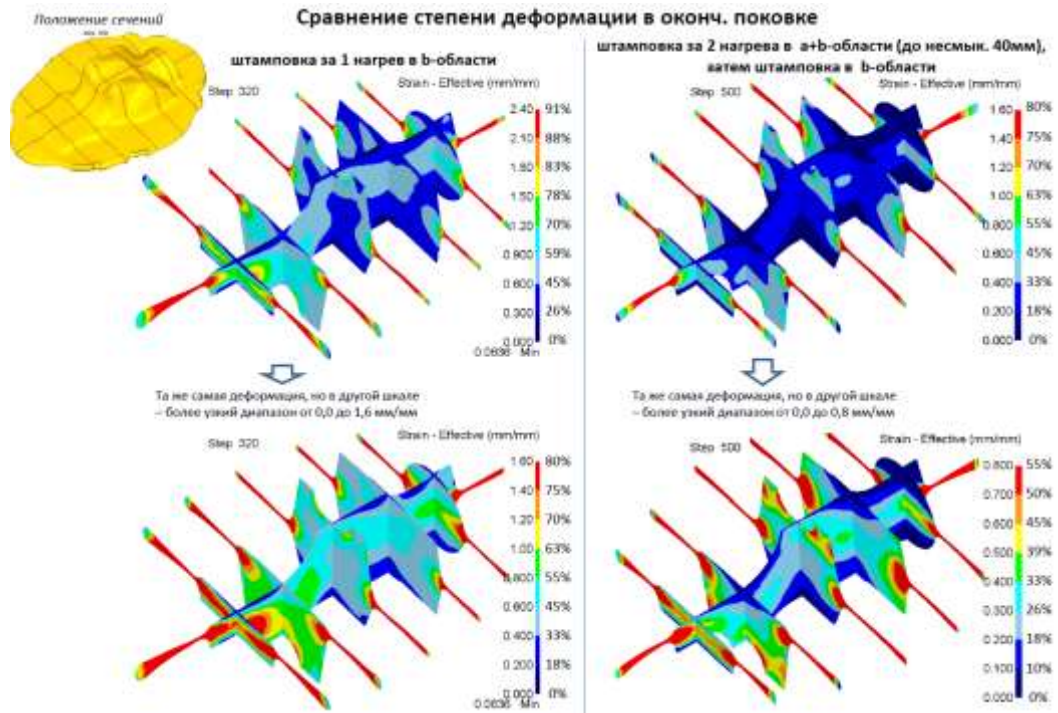 Сравнение степени деформации в оконч. поковке
Положение сечений
штамповка за 1 нагрев в b-области
Step 320
Strain - Effective (mm/mm)
2.40 91%
2.10 88%
1.80 83%
1.50 78%
1.20 70%
0.900 59%
0.600 45%
0.300 26%
0.000 0%
0.0636 Min
Та же самая деформация, но в другой шкале
– более узкий диапазон от 0,0 до 1,6 мм/мм
Step 320
Strain - Effective (mm/mm)
1.60 80%
1.40 75%
1.20 70%
1.00 63%
0.800 55%
0.600 45%
0.400 33%
0.200 18%
0.000 0%
0.0636 Min
штамповка за 2 нагрева в a+b-области (до несмык. 40мм),
затем штамповка в b-области
Step 500
Strain - Effective (mm/mm)
1.60 80%
1.40 75%
1.20 70%
1.00 63%
0.800 55%
0.600 45%
0.400 33%
0.200 18%
0.000 0%
Та же самая деформация, но в другой шкале
– более узкий диапазон от 0,0 до 0,8 мм/мм
Step 500
Strain - Effective (mm/mm)
0.800 55%
0.700
0.600 45%
0.500 39%
0.400 33%
0.300 26%
0.200 18%
0.100 10%
0.000 0%